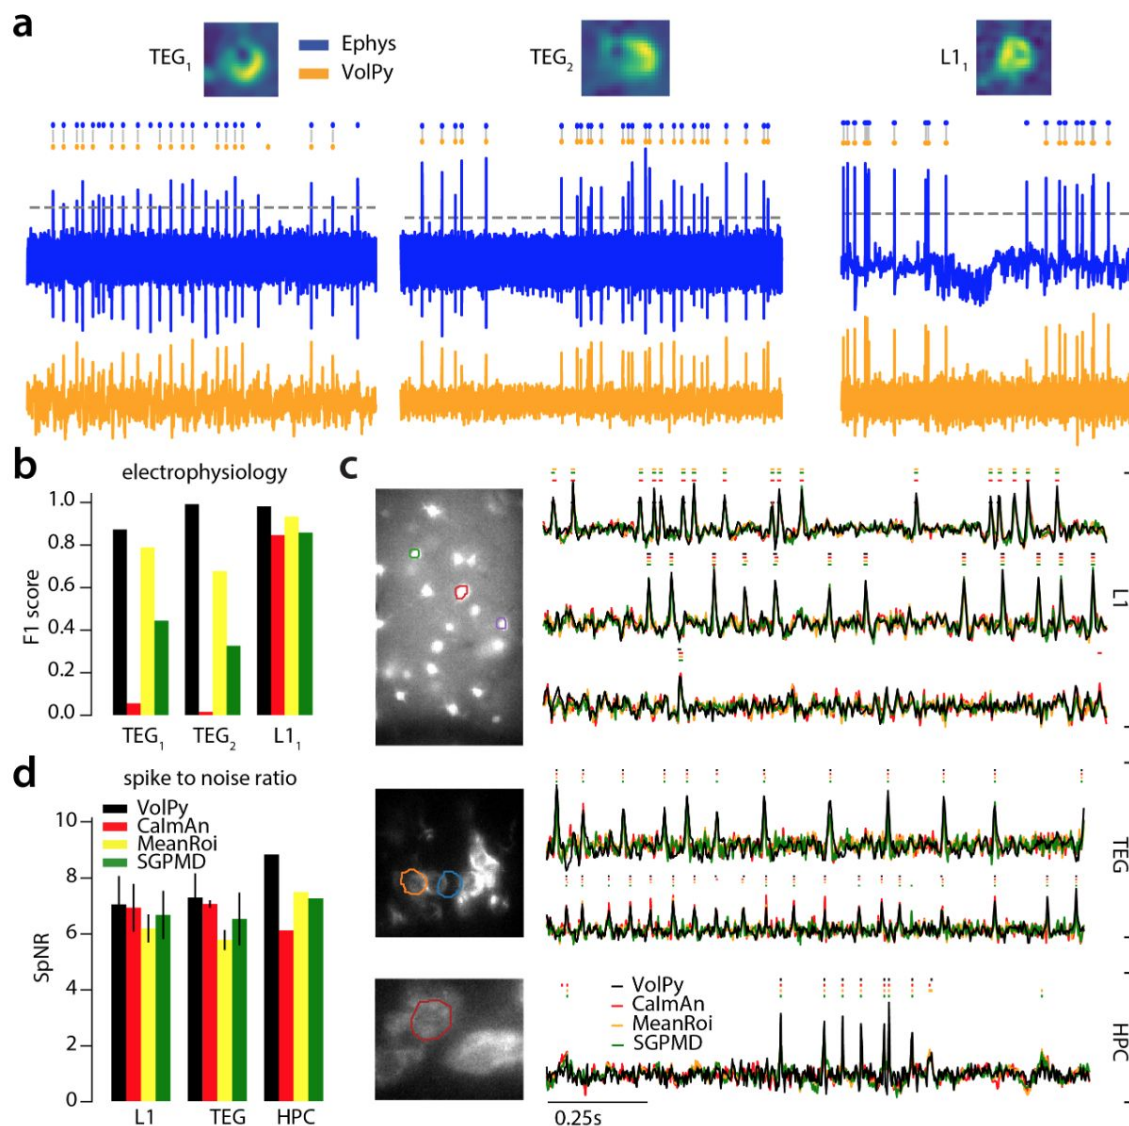 a
TEG1
Ephys
VolPy
TEG2
L11
b
electrophysiology
F1 score
1.0
0.8
0.6
0.4
0.2
0.0
TEG1
TEG2
L11
c
L1
TEG
HPC
VolPy
CaImAn
MeanRoi
SGPMD
0.25s
d
spike to noise ratio
VolPy
CaImAn
MeanRoi
SGPMD
SpNR
10
8
6
4
2
0
L1
TEG
HPC